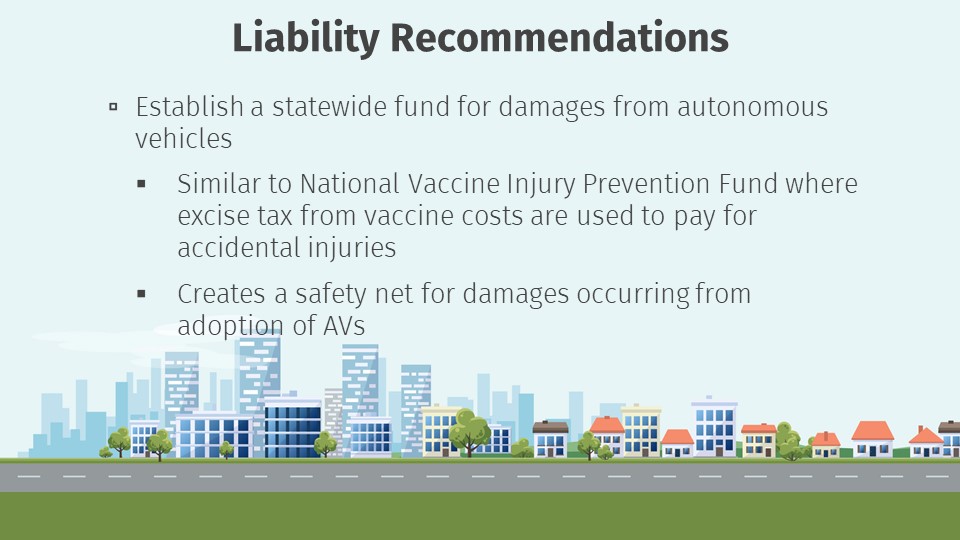 Liability Recommendations
Establish a statewide fund for damages from autonomous
vehicles
Similar to National Vaccine Injury Prevention Fund where
excise tax from vaccine costs are used to pay for
accidental injuries
Creates a safety net for damages occurring from
adoption of AVs